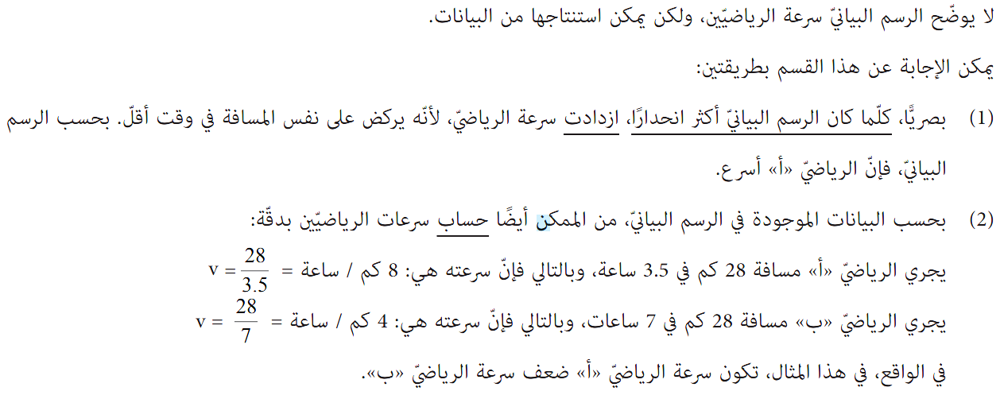 لا يوضّح الرسم البيانيّ سرعة الرياضيّين، ولكن يمكن استنتاجها من البيانات.
يمكن الإجابة عن هذا القسم بطريقتين:
(1) بصريًّا، كلّما كان الرسم البيانيّ أكثر انحدارًا، ازدادت سرعة الرياضيّ، لأنّه يركض على نفس المسافة في وقت أقلّ. بحسب الرسم
البيانيّ، فإنّ الرياضيّ «أ» أسرع.
(2) بحسب البيانات الموجودة في الرسم البيانيّ، من الممكن أيضًا حساب سرعات الرياضيّين بدقّة:
يجري الرياضيّ «أ» مسافة 28 كم في 3.5 ساعة، وبالتالي فإنّ سرعته هي: 8 كم / ساعة = v = 28/3.5
يجري الرياضيّ «ب» مسافة 28 كم في 7 ساعات، وبالتالي فإنّ سرعته هي: 4 كم / ساعة = v = 28/7
في الواقع، في هذا المثال، تكون سرعة الرياضيّ «أ» ضعف سرعة الرياضيّ «ب».